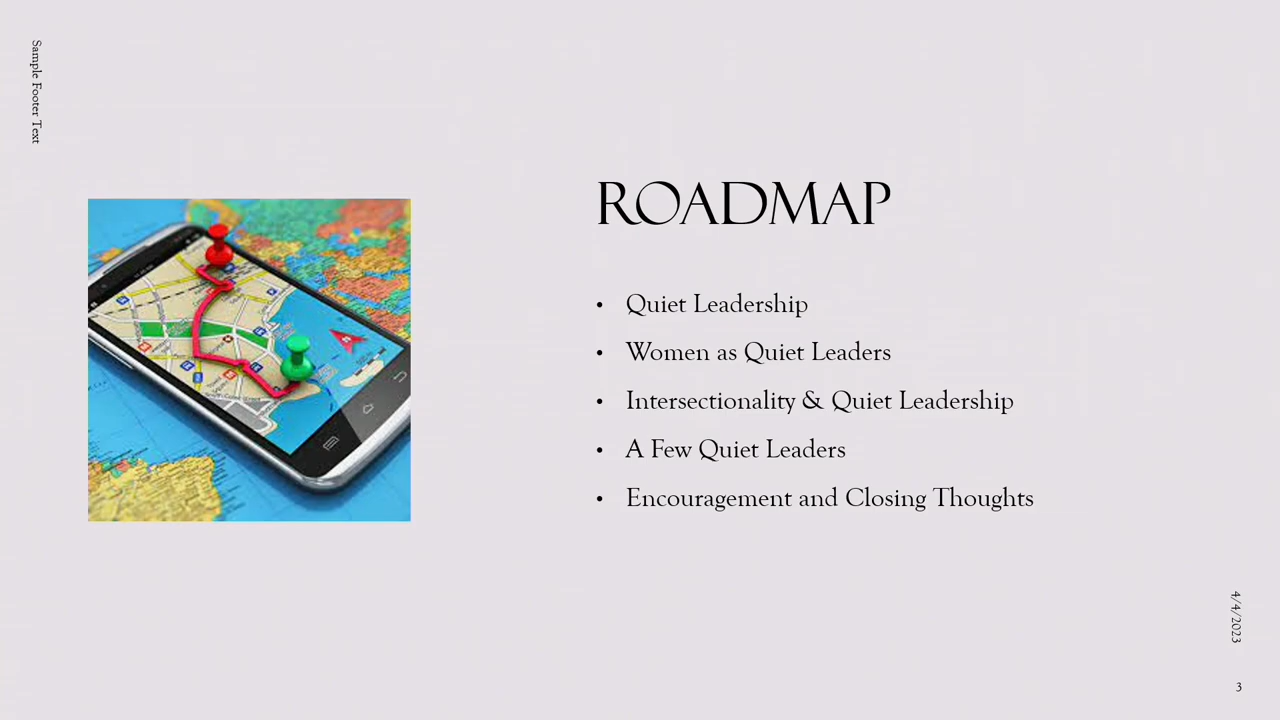 Sample Footer Text
ROADMAP
• Quiet Leadership
• Women as Quiet Leaders
• Intersectionality & Quiet Leadership
• A Few Quiet Leaders
• Encouragement and Closing Thoughts
4/4/2023
3